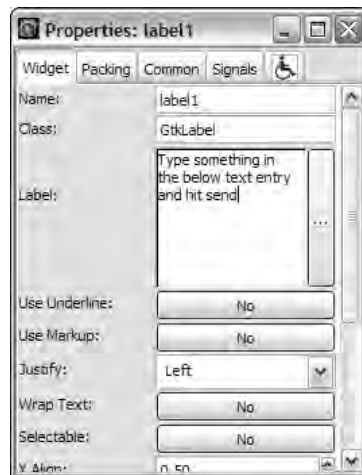 Properties: label1
Widget Packing Common Signals
Name: label1
Class: GtkLabel
Label: Type something in
the below text entry
and hit send
...
Use Underline: No
Use Markup: No
Justify: Left
Wrap Text: No
Selectable: No
X Align: 0.50